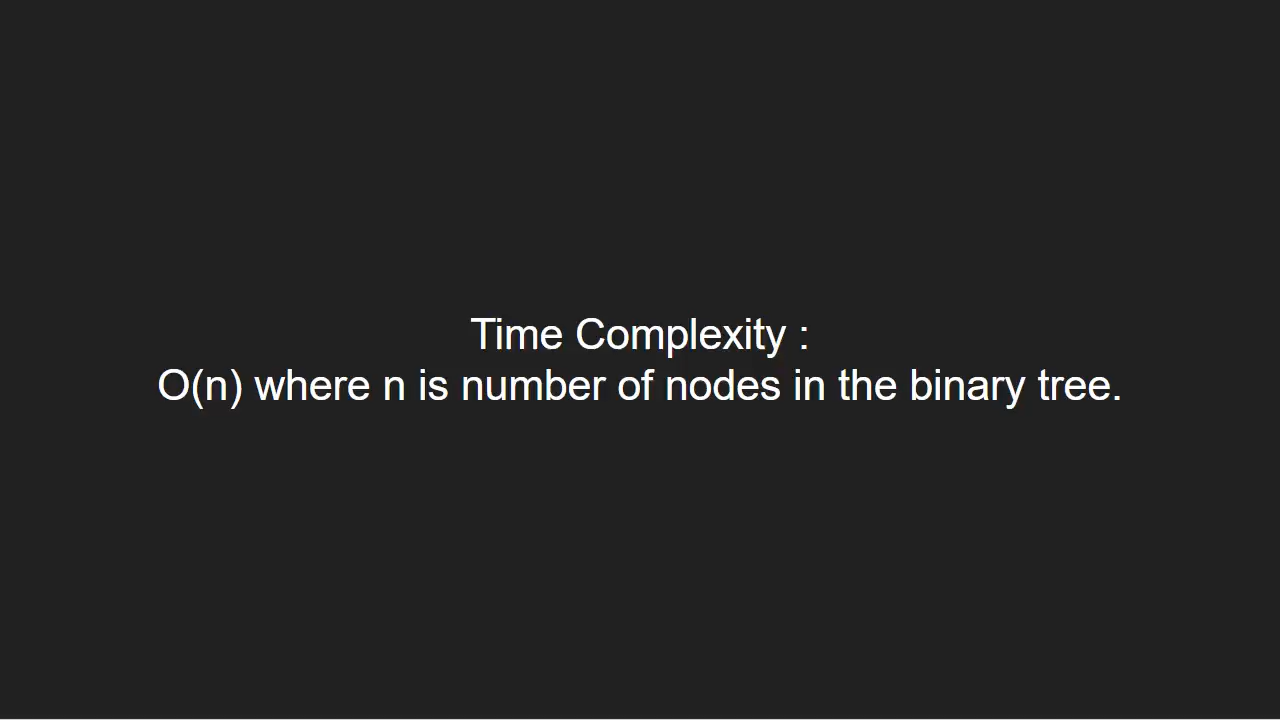 Time Complexity :
O(n) where n is number of nodes in the binary tree.